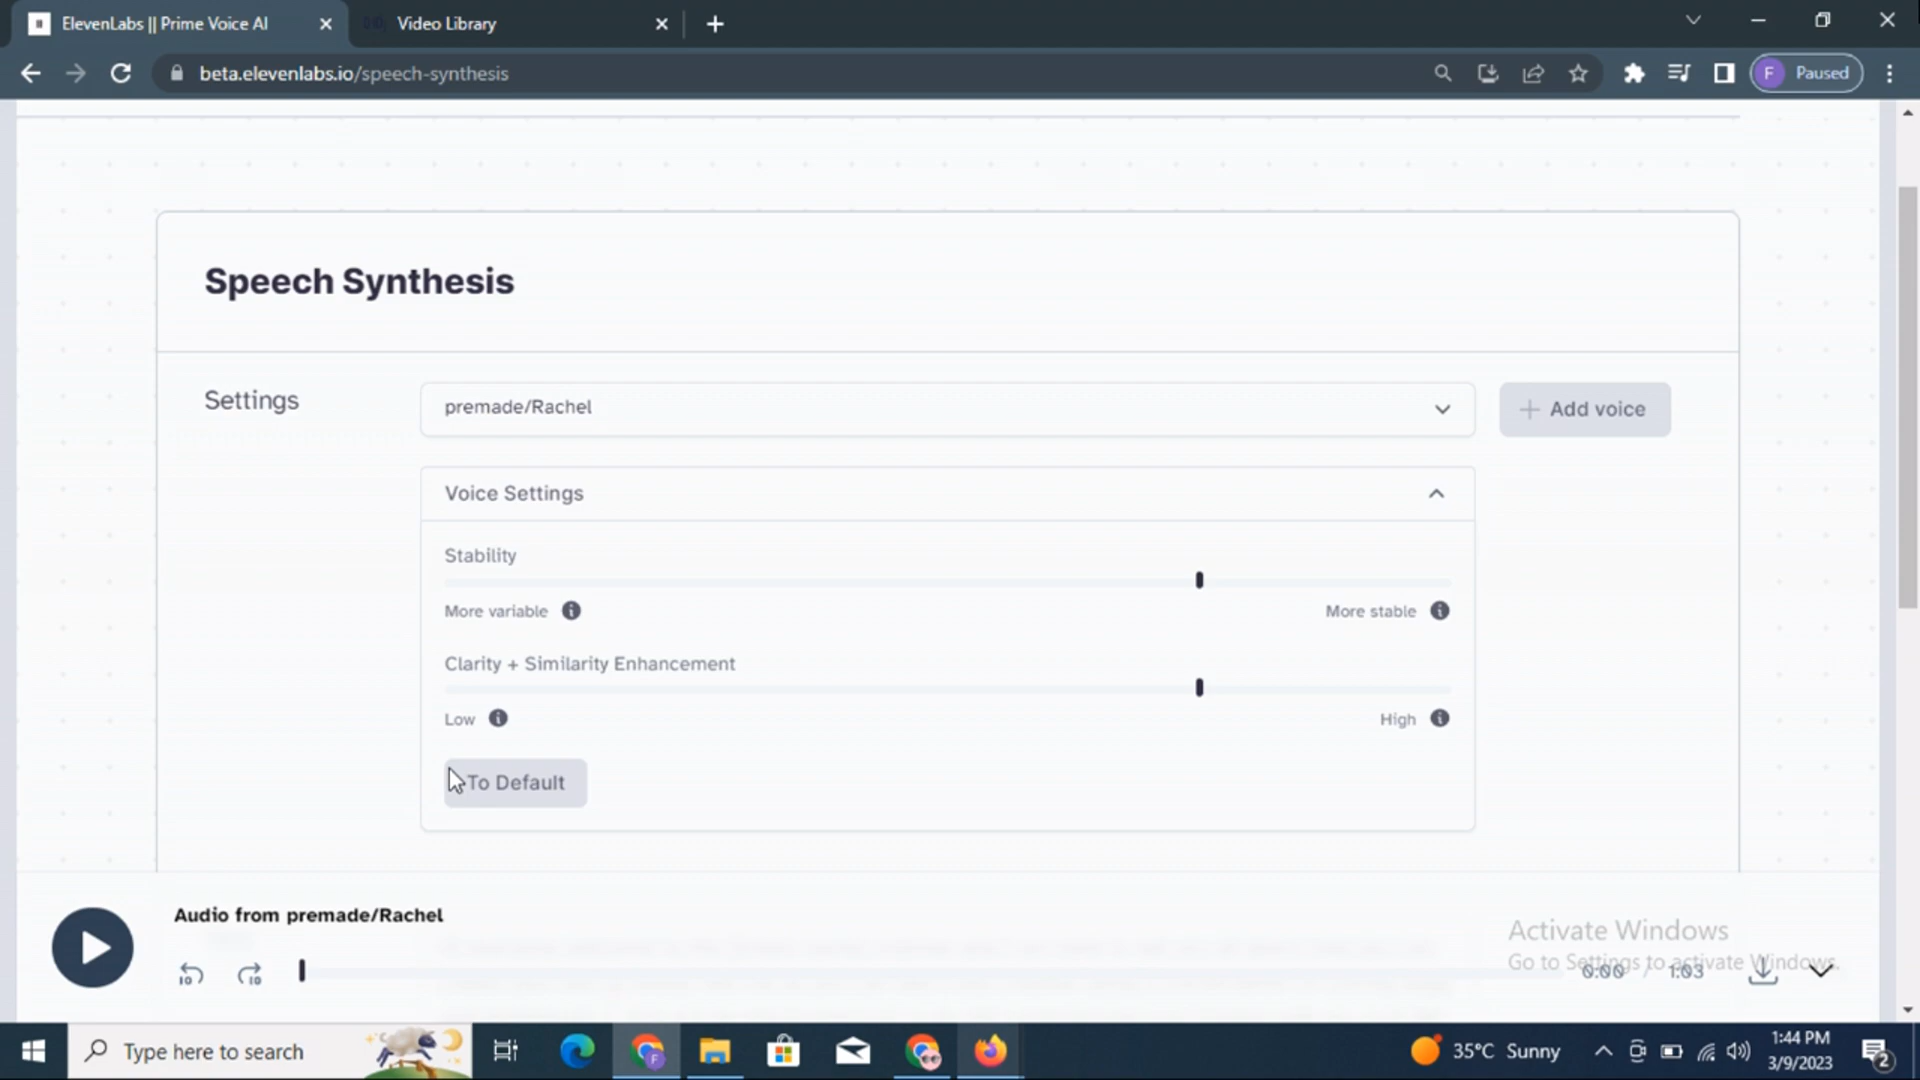 ElevenLabs || Prime Voice AI
Video Library
beta.elevenlabs.io/speech-synthesis
F Paused
Speech Synthesis
Settings
premade/Rachel
+ Add voice
Voice Settings
Stability
More variable
More stable
Clarity + Similarity Enhancement
Low
High
To Default
Audio from premade/Rachel
Activate Windows
Go to Settings to activate Windows.
10
10
0:00 / 1:03
Type here to search
35°C Sunny
1:44 PM
3/9/2023
2